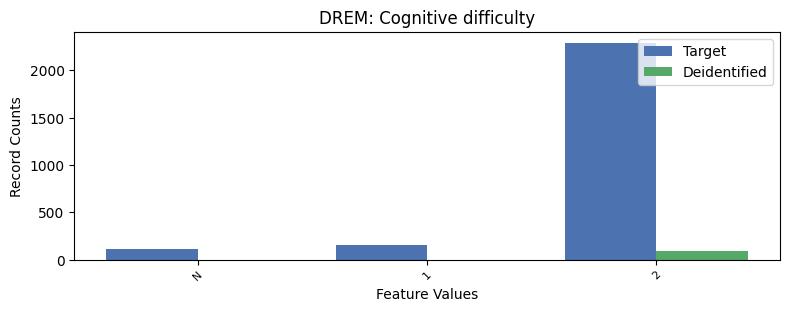 DREM: Cognitive difficulty
Target
Deidentified
Record Counts
2000
1500
1000
500
0
N
1
2
Feature Values